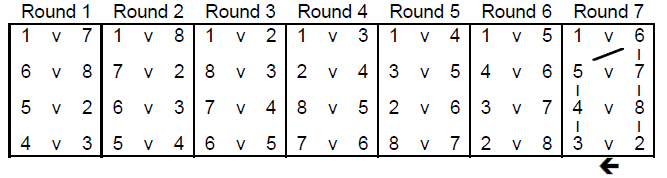 Round 1 Round 2 Round 3 Round 4 Round 5 Round 6 Round 7
1 v 7 1 v 8 1 v 2 1 v 3 1 v 4 1 v 5 1 v 6
6 v 8 7 v 2 8 v 3 2 v 4 3 v 5 4 v 6 5 v 7
5 v 2 6 v 3 7 v 4 8 v 5 2 v 6 3 v 7 4 v 8
4 v 3 5 v 4 6 v 5 7 v 6 8 v 7 2 v 8 3 v 2